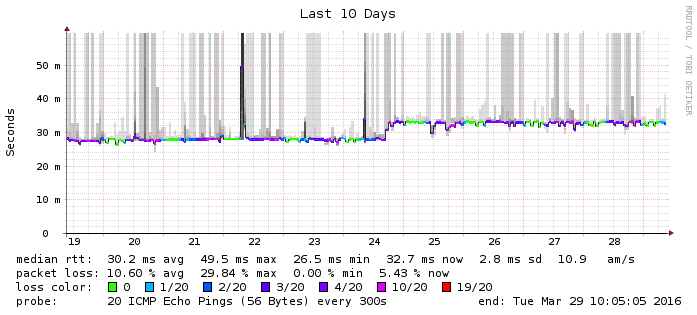 Last 10 Days
RRDTOOL / TOBI OETIKER
Seconds
50 m
40 m
30 m
20 m
10 m
0
19 20 21 22 23 24 25 26 27 28
median rtt: 30.2 ms avg 49.5 ms max 26.5 ms min 32.7 ms now 2.8 ms sd 10.9 am/s
packet loss: 10.60 % avg 29.84 % max 0.00 % min 5.43 % now
loss color: 0 1/20 2/20 3/20 4/20 10/20 19/20
probe: 20 ICMP Echo Pings (56 Bytes) every 300s end: Tue Mar 29 10:05:05 2016